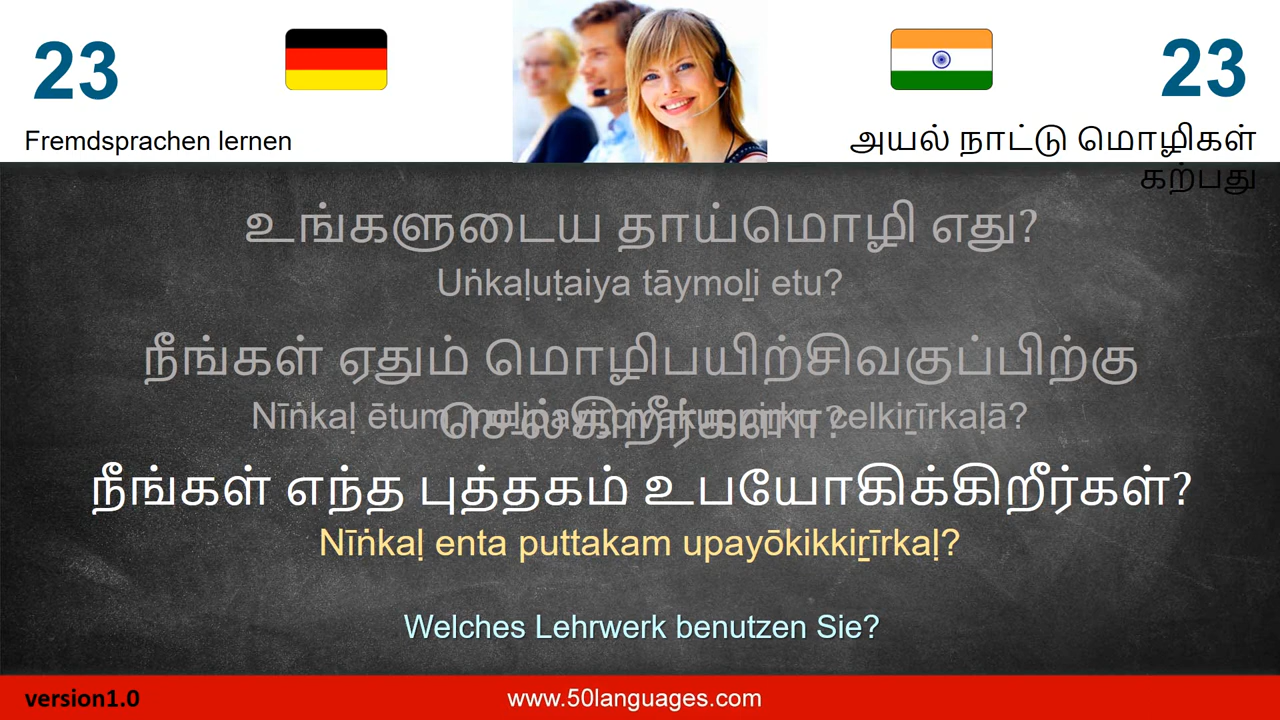 23
23
Fremdsprachen lernen
அயல் நாட்டு மொழிகள்
கற்பது
உங்களுடைய தாய்மொழி எது?
Uṅkaḷuṭaiya tāymoḻi etu?
நீங்கள் ஏதும் மொழிபயிற்சிவகுப்பிற்கு
செல்கிறீர்களா?
Nīṅkaḷ ētum celkiṟīrkaḷā?
நீங்கள் எந்த புத்தகம் உபயோகிக்கிறீர்கள்?
Nīṅkaḷ enta puttakam upayōkikkiṟīrkaḷ?
Welches Lehrwerk benutzen Sie?
version1.0
www.50languages.com